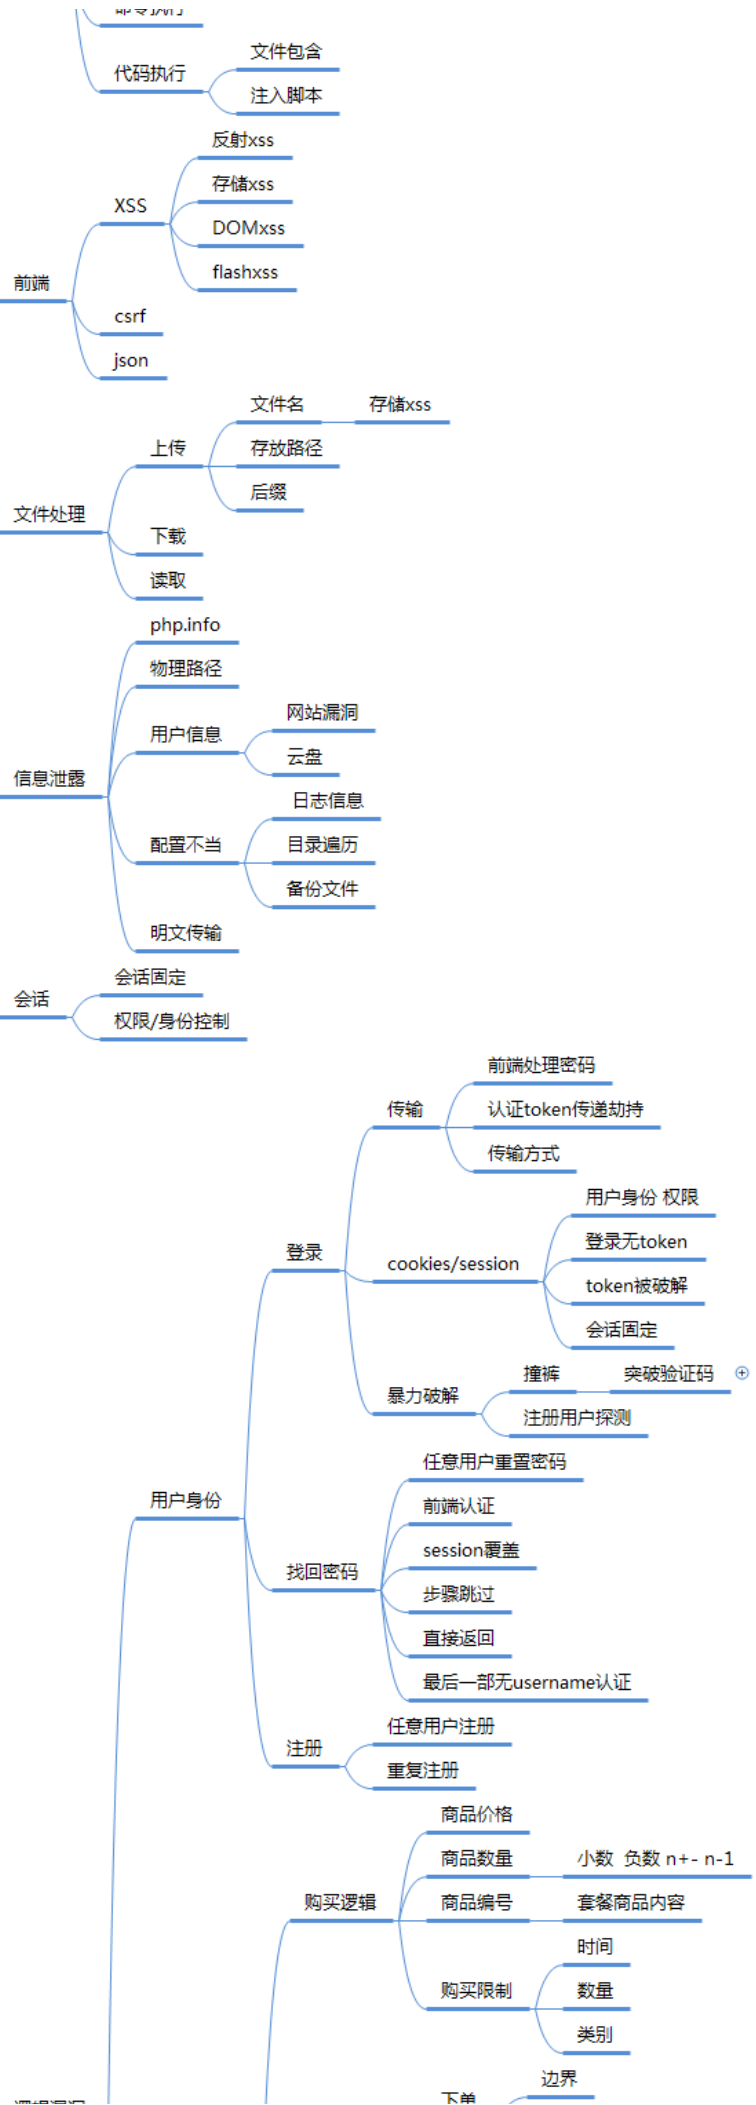 命令执行
代码执行
文件包含
注入脚本
前端
XSS
反射xss
存储xss
DOMxss
flashxss
csrf
json
文件处理
上传
文件名
存储xss
存放路径
后缀
下载
读取
信息泄露
php.info
物理路径
用户信息
网站漏洞
云盘
配置不当
日志信息
目录遍历
备份文件
明文传输
会话
会话固定
权限/身份控制
逻辑漏洞
用户身份
登录
传输
前端处理密码
认证token传递劫持
传输方式
cookies/session
用户身份 权限
登录无token
token被破解
会话固定
暴力破解
撞裤
突破验证码
注册用户探测
找回密码
任意用户重置密码
前端认证
session覆盖
步骤跳过
直接返回
最后一部无username认证
注册
任意用户注册
重复注册
购买逻辑
商品价格
商品数量
小数 负数 n+- n-1
商品编号
套餐商品内容
购买限制
时间
数量
类别
下单
边界